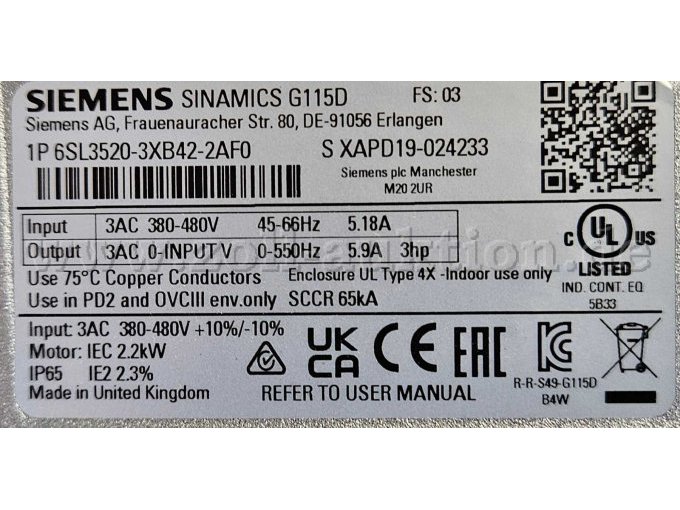 SIEMENS SINAMICS G115D FS: 03
Siemens AG, Frauenauracher Str. 80, DE-91056 Erlangen
1P 6SL3520-3XB42-2AF0 S XAPD19-024233
Siemens plc Manchester
M20 2UR
Input 3AC 380-480V 45-66Hz 5.18A
Output 3AC 0-INPUT V 0-550Hz 5.9A 3hp
Use 75°C Copper Conductors Enclosure UL Type 4X -Indoor use only
Use in PD2 and OVCIII env.only SCCR 65kA
C UL US
LISTED
IND. CONT. EQ
5B33
Input: 3AC 380-480V +10%/-10%
Motor: IEC 2.2kW
IP65 IE2 2.3%
Made in United Kingdom
UK CA CE EAC
REFER TO USER MANUAL
R-R-S49-G115D
B4W